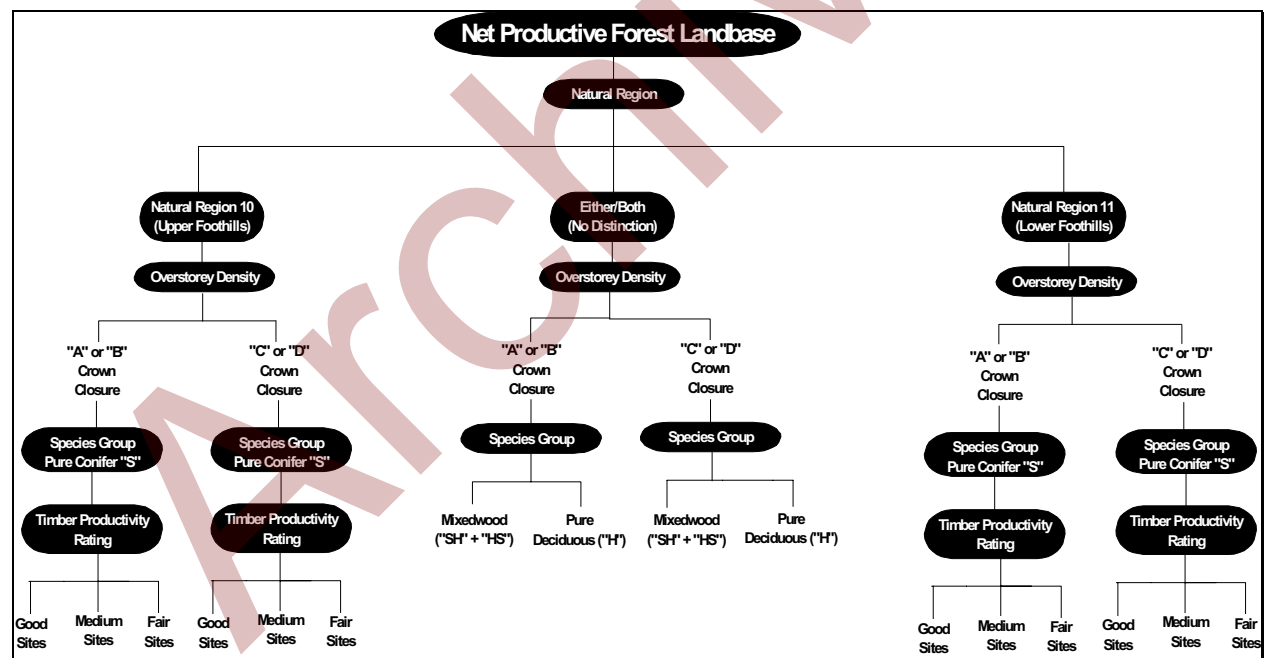 Net Productive Forest Landbase
Natural Region
Natural Region 10
(Upper Foothills)
Either/Both
(No Distinction)
Natural Region 11
(Lower Foothills)
Overstorey Density
Overstorey Density
Overstorey Density
"A" or "B"
Crown
Closure
"C" or "D"
Crown
Closure
"A" or "B"
Crown
Closure
"C" or "D"
Crown
Closure
"A" or "B"
Crown
Closure
"C" or "D"
Crown
Closure
Species Group
Pure Conifer "S"
Species Group
Pure Conifer "S"
Species Group
Species Group
Species Group
Pure Conifer "S"
Species Group
Pure Conifer "S"
Timber Productivity
Rating
Timber Productivity
Rating
Mixedwood
("SH" + "HS")
Pure
Deciduous ("H")
Mixedwood
("SH" + "HS")
Pure
Deciduous ("H")
Timber Productivity
Rating
Timber Productivity
Rating
Good
Sites
Medium
Sites
Fair
Sites
Good
Sites
Medium
Sites
Fair
Sites
Good
Sites
Medium
Sites
Fair
Sites
Good
Sites
Medium
Sites
Fair
Sites